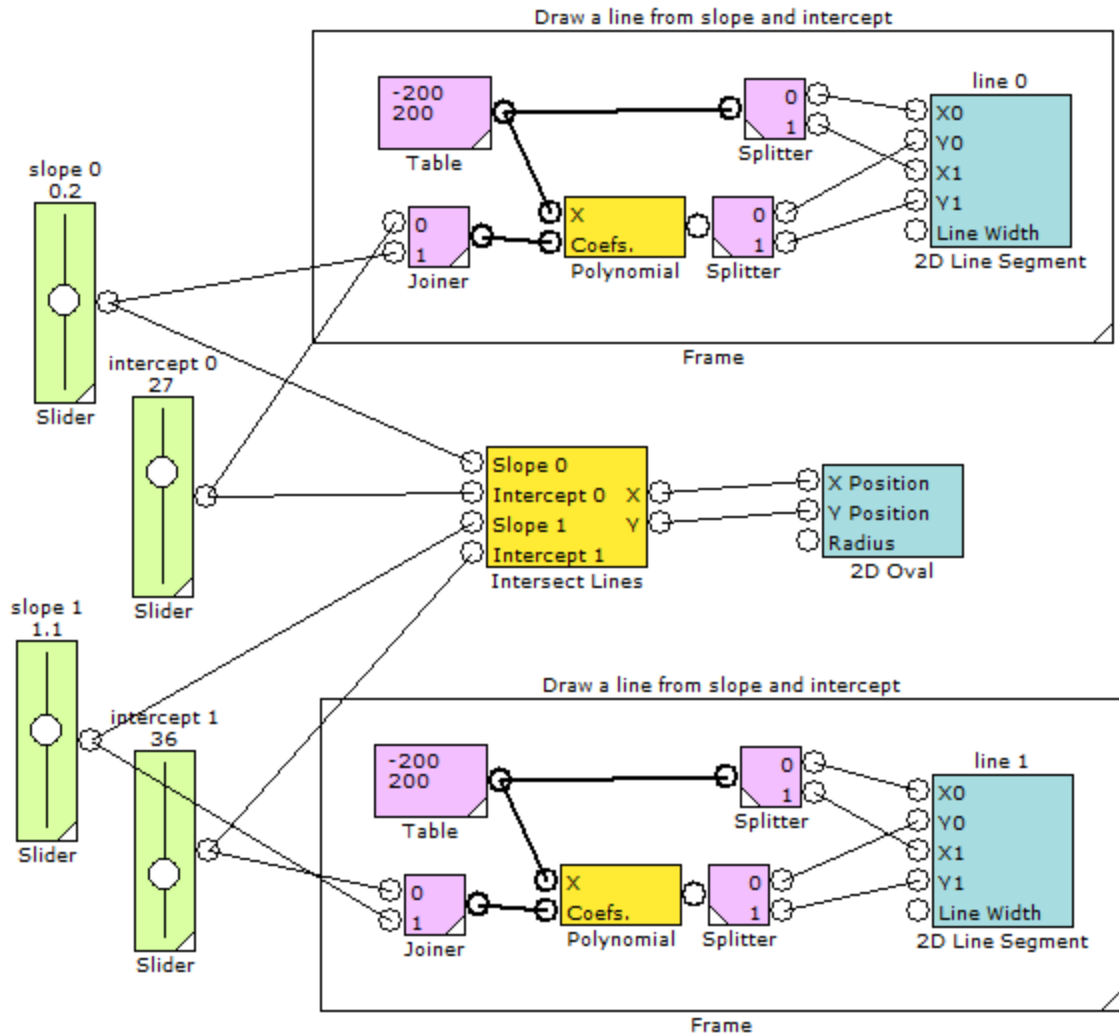 Draw a line from slope and intercept
-200
200
Table
0
1
Splitter
line 0
X0
Y0
X1
Y1
Line Width
2D Line Segment
0
1
Joiner
X
Coefs.
Polynomial
0
1
Splitter
Frame
slope 0
0.2
Slider
intercept 0
27
Slider
Slope 0
Intercept 0 X
Slope 1 Y
Intercept 1
Intersect Lines
X Position
Y Position
Radius
2D Oval
slope 1
1.1
Slider
intercept 1
36
Slider
Draw a line from slope and intercept
-200
200
Table
0
1
Splitter
line 1
X0
Y0
X1
Y1
Line Width
2D Line Segment
0
1
Joiner
X
Coefs.
Polynomial
0
1
Splitter
Frame